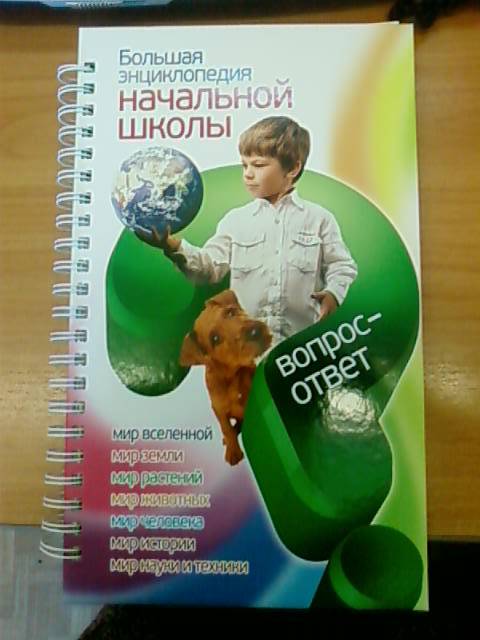 Большая
энциклопедия
начальной
школы
вопрос-
ответ
мир вселенной
мир земли
мир растений
мир животных
мир человека
мир истории
мир науки и техники